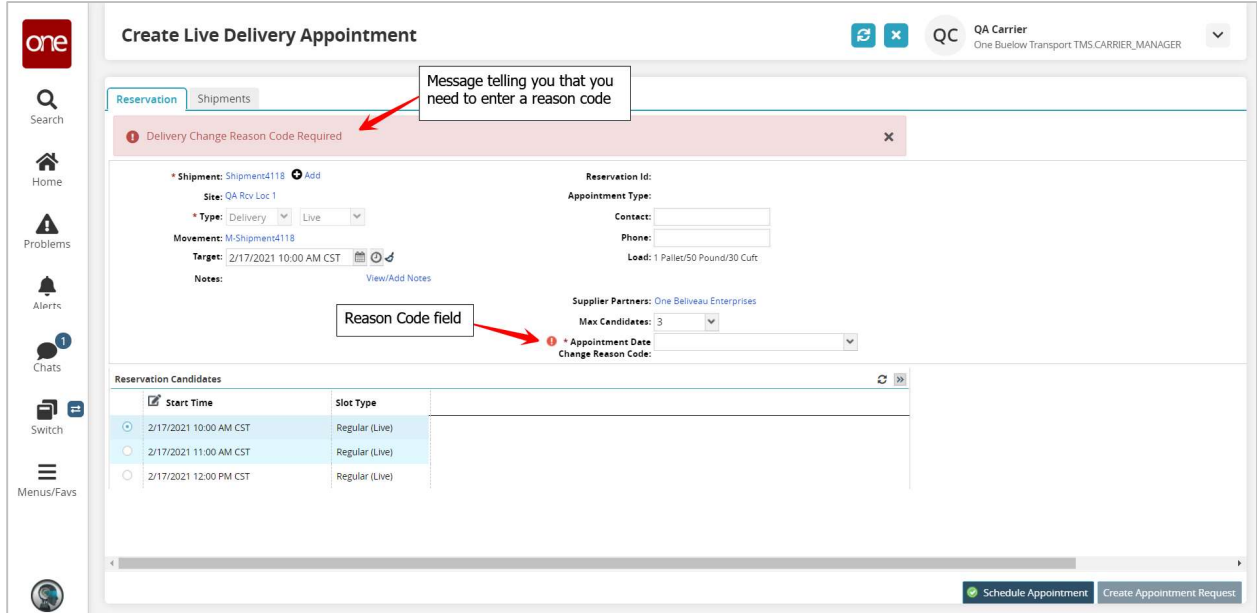 one
Create Live Delivery Appointment
QC
QA Carrier
One Buelow Transport TMS.CARRIER_MANAGER
Search
Home
Problems
Alerts
1
Chats
Switch
Menus/Favs
Reservation
Shipments
Message telling you that you
need to enter a reason code
Delivery Change Reason Code Required
* Shipment: Shipment4118 Add
Site: QA Rcv Loc 1
* Type: Delivery Live
Movement: M-Shipment4118
Target: 2/17/2021 10:00 AM CST
Notes: View/Add Notes
Reservation Id:
Appointment Type:
Contact:
Phone:
Load: 1 Pallet/50 Pound/30 Cuft
Supplier Partners: One Beliveau Enterprises
Max Candidates: 3
* Appointment Date
Change Reason Code:
Reason Code field
Reservation Candidates
Start Time Slot Type
2/17/2021 10:00 AM CST Regular (Live)
2/17/2021 11:00 AM CST Regular (Live)
2/17/2021 12:00 PM CST Regular (Live)
Schedule Appointment
Create Appointment Request